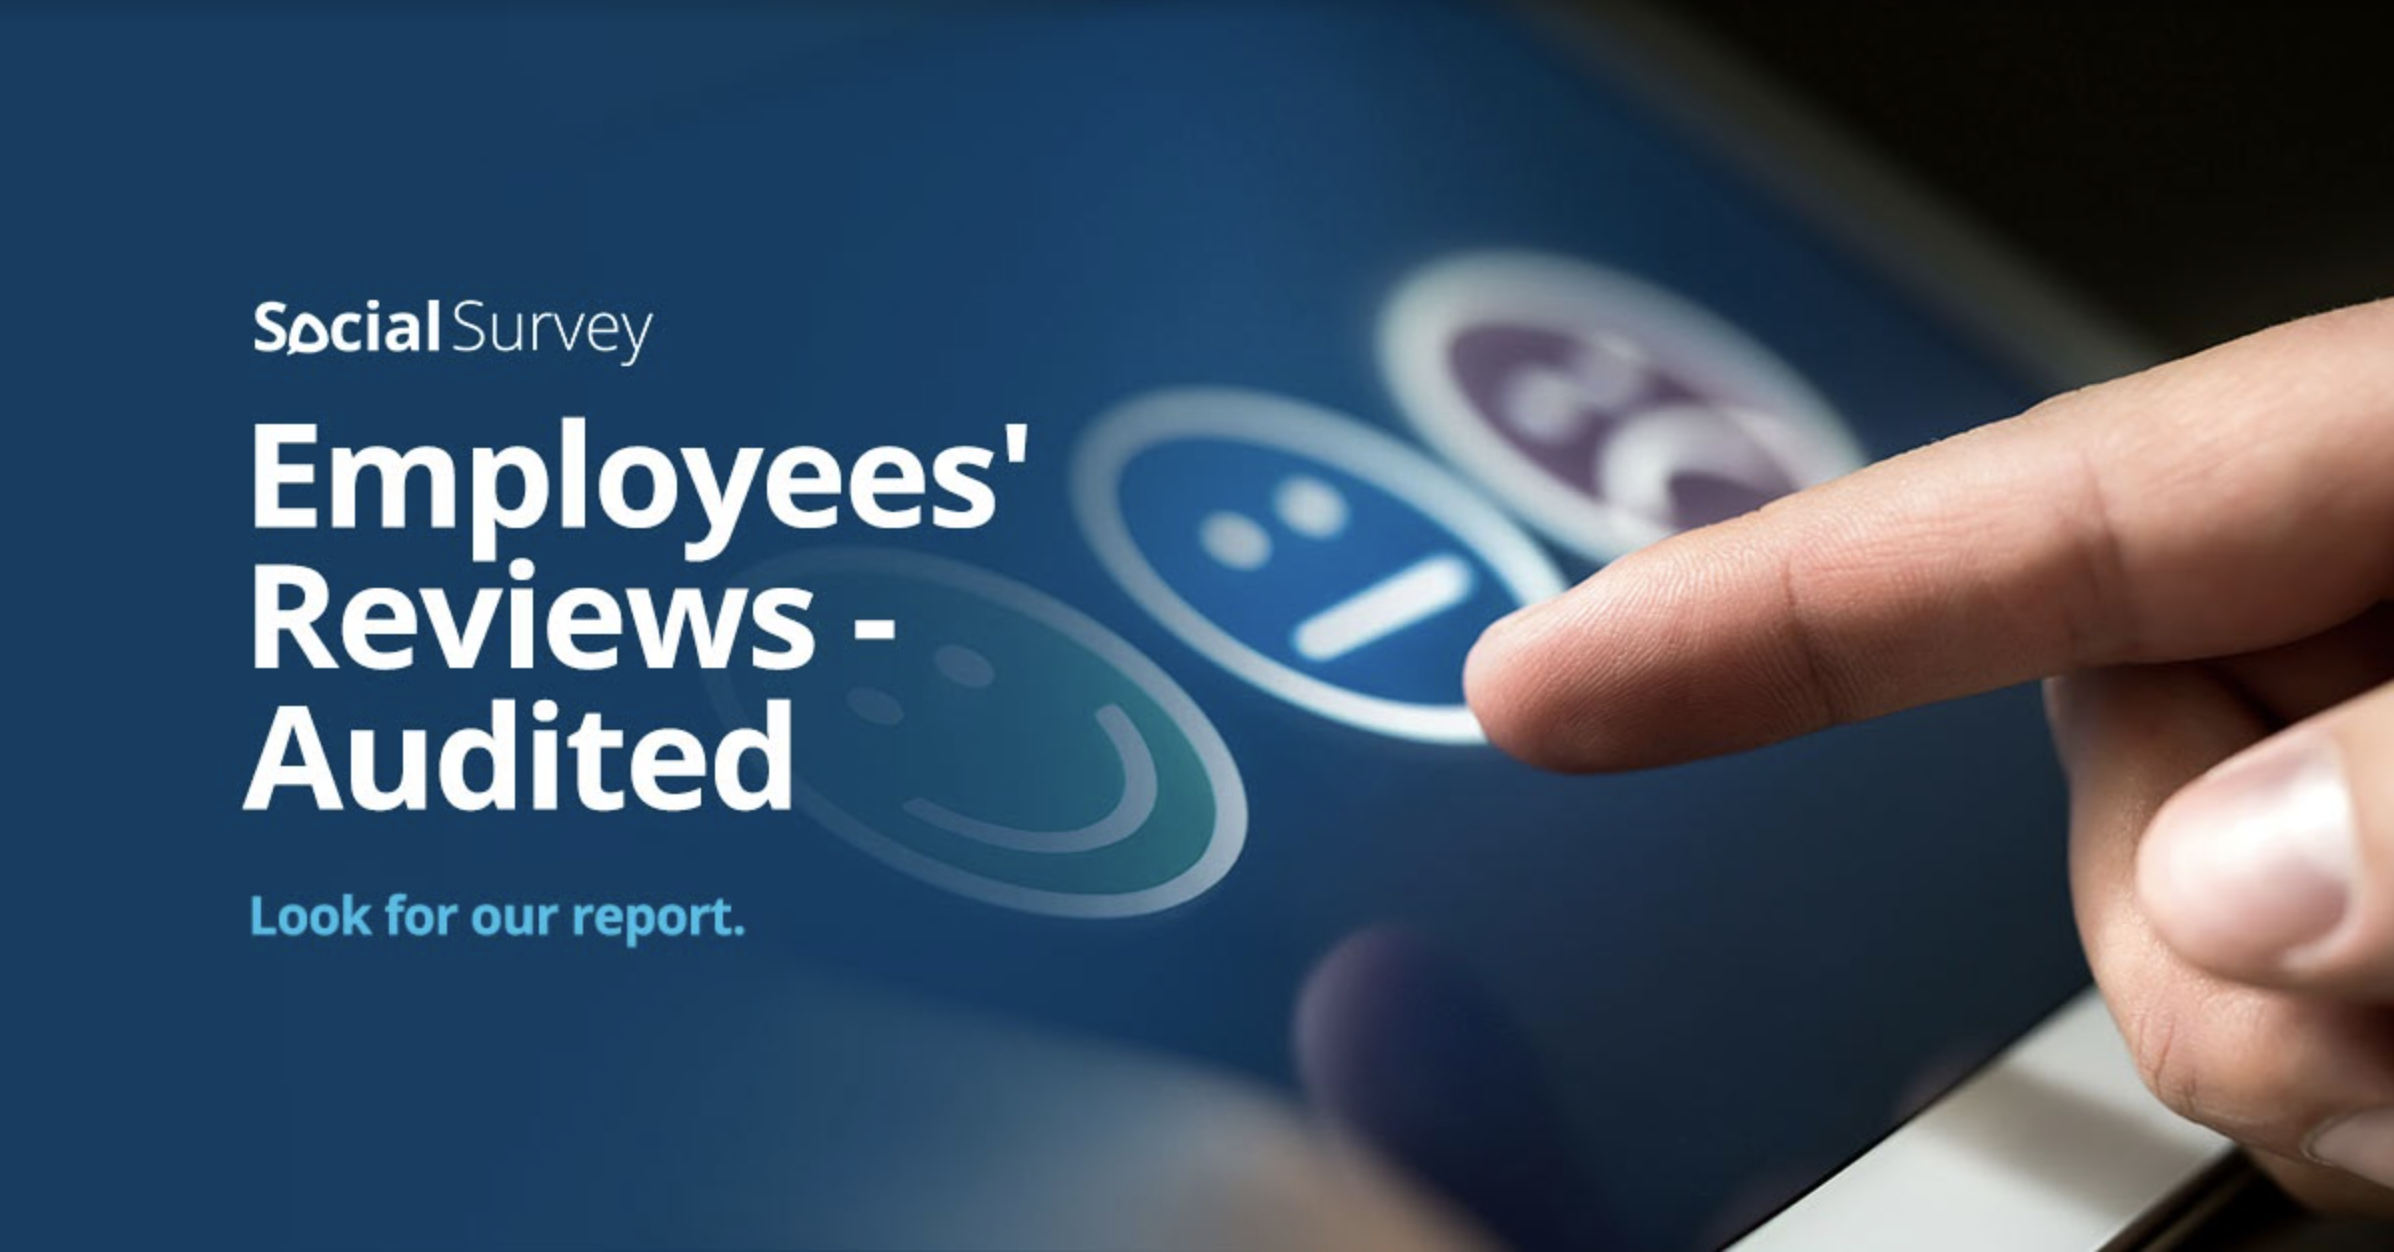 Social Survey
Employees'
Reviews -
Audited
Look for our report.